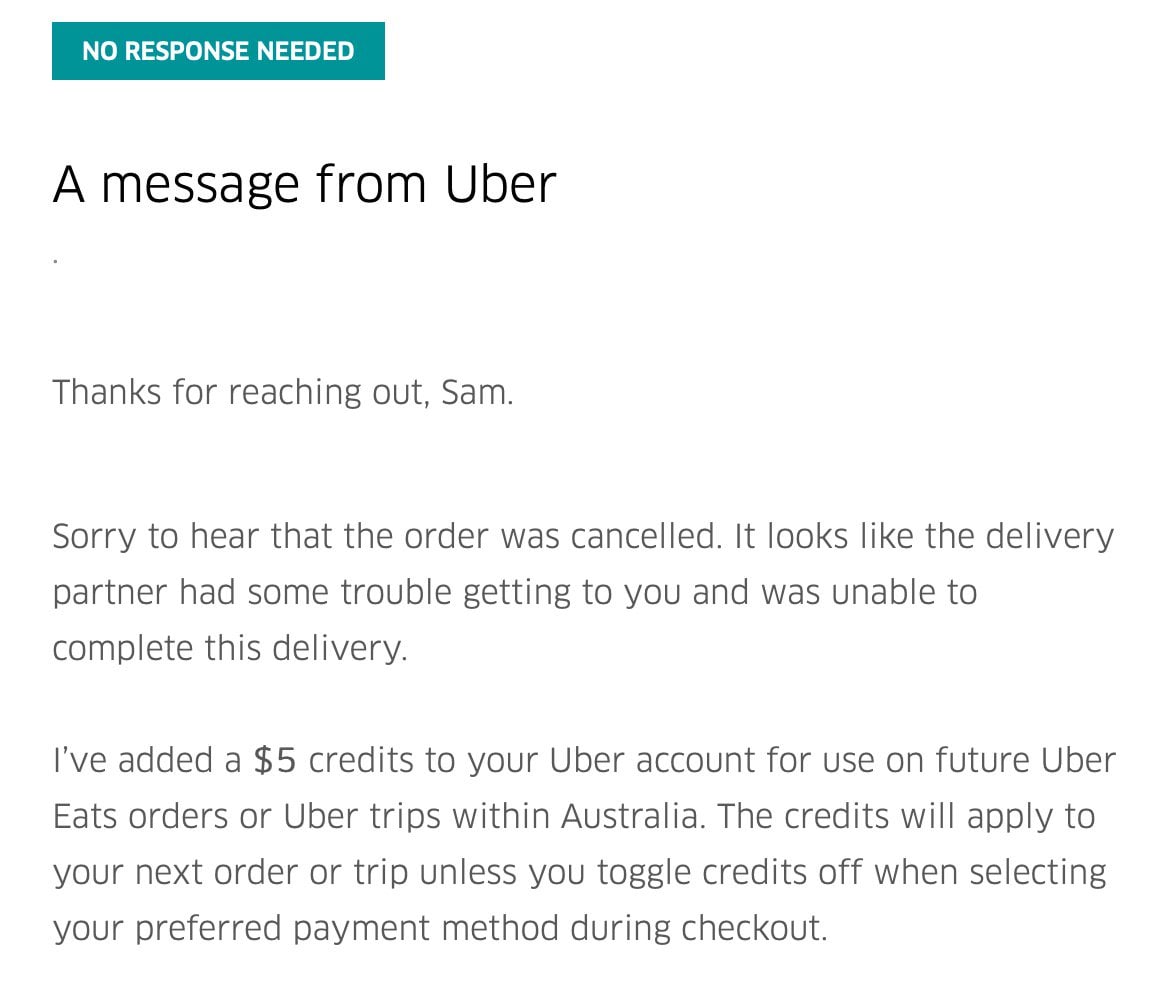 NO RESPONSE NEEDED
A message from Uber
.
Thanks for reaching out, Sam.
Sorry to hear that the order was cancelled. It looks like the delivery
partner had some trouble getting to you and was unable to
complete this delivery.
I’ve added a $5 credits to your Uber account for use on future Uber
Eats orders or Uber trips within Australia. The credits will apply to
your next order or trip unless you toggle credits off when selecting
your preferred payment method during checkout.